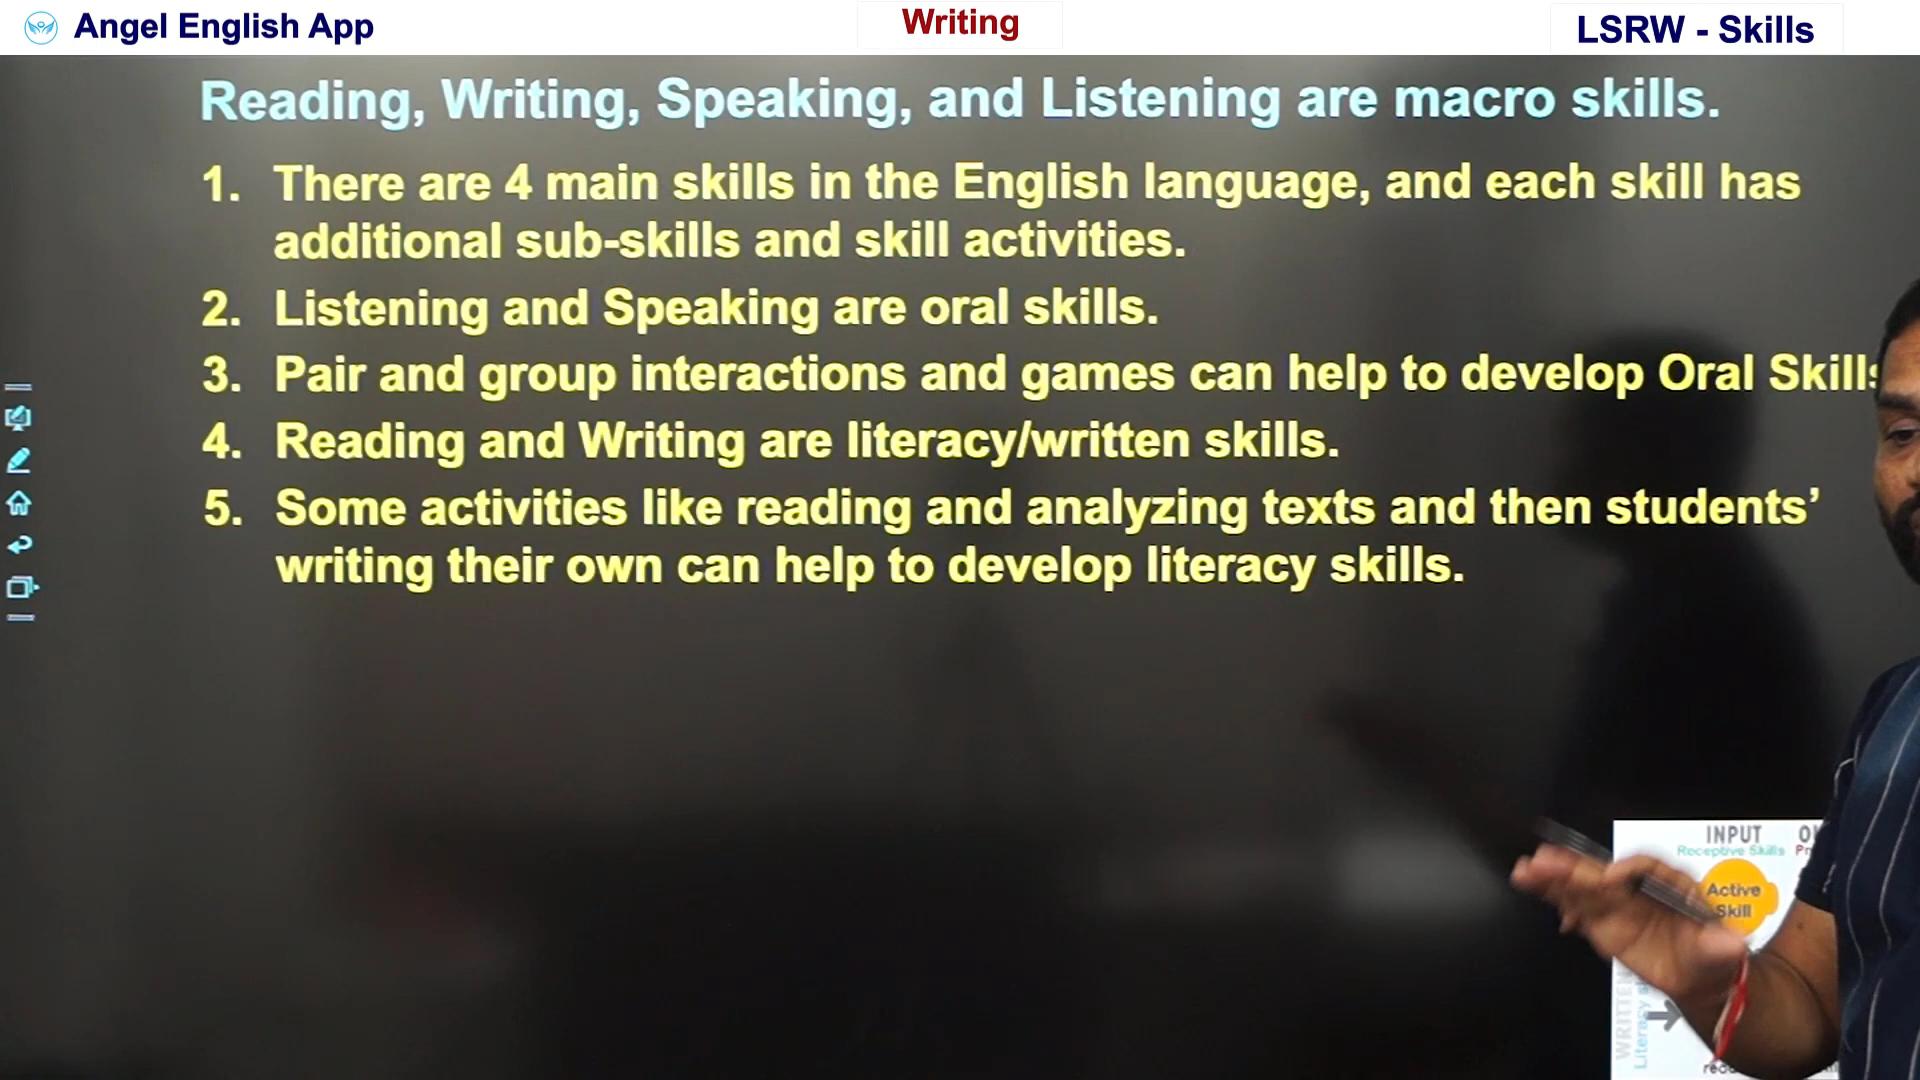 Angel English App
Writing
LSRW - Skills
Reading, Writing, Speaking, and Listening are macro skills.
1. There are 4 main skills in the English language, and each skill has
additional sub-skills and skill activities.
2. Listening and Speaking are oral skills.
3. Pair and group interactions and games can help to develop Oral Skills
4. Reading and Writing are literacy/written skills.
5. Some activities like reading and analyzing texts and then students’
writing their own can help to develop literacy skills.
INPUT
Receptive Skills
Active
Skill